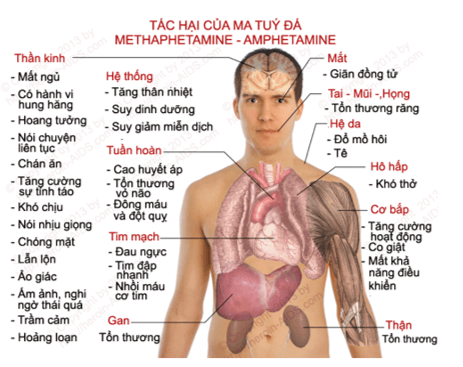 TÁC HẠI CỦA MA TUÝ ĐÁ
METHAPHETAMINE - AMPHETAMINE
Thần kinh
- Mất ngủ
- Có hành vi
hung hăng
- Hoang tưởng
- Nói chuyện
liên tục
- Chán ăn
- Tăng cường
sự tỉnh táo
- Khó chịu
- Nói nhịu giọng
- Chóng mặt
- Lẫn lộn
- Ảo giác
- Ám ảnh, nghi
ngờ thái quá
- Trầm cảm
- Hoảng loạn
Hệ thống
- Tăng thân nhiệt
- Suy dinh dưỡng
- Suy giảm miễn dịch
Tuần hoàn
- Cao huyết áp
- Tổn thương
vỏ não
- Đông máu
và đột quỵ
Tim mạch
- Đau ngực
- Tim đập
nhanh
- Nhồi máu
cơ tim
Gan
Tổn thương
Mắt
- Giãn đồng tử
Tai - Mũi -,Họng
- Tổn thương răng
Hệ da
- Đổ mồ hôi
- Tê
Hô hấp
- Khó thở
Cơ bắp
- Tăng cường
hoạt động
- Co giật
- Mất khả
năng điều
khiển
Thận
Tổn thương